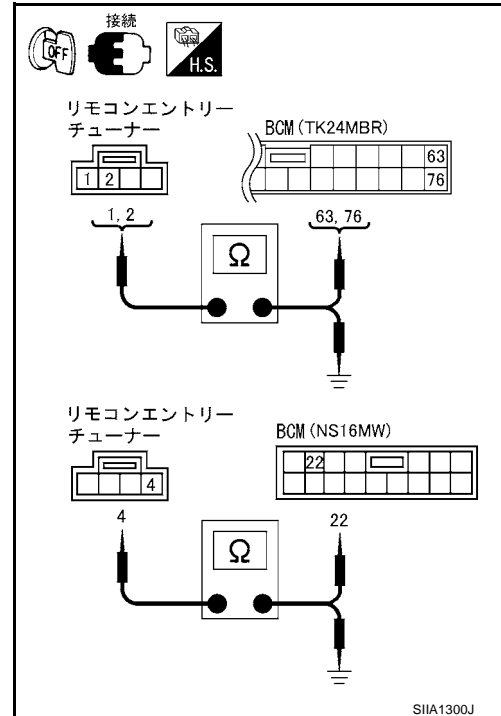 接続
OFF
H.S.
リモコンエントリー
チューナー
BCM (TK24MBR)
1 2
63
76
1, 2
63, 76
Ω
リモコンエントリー
チューナー
BCM (NS16MW)
4
22
4
22
Ω
SIIA1300J